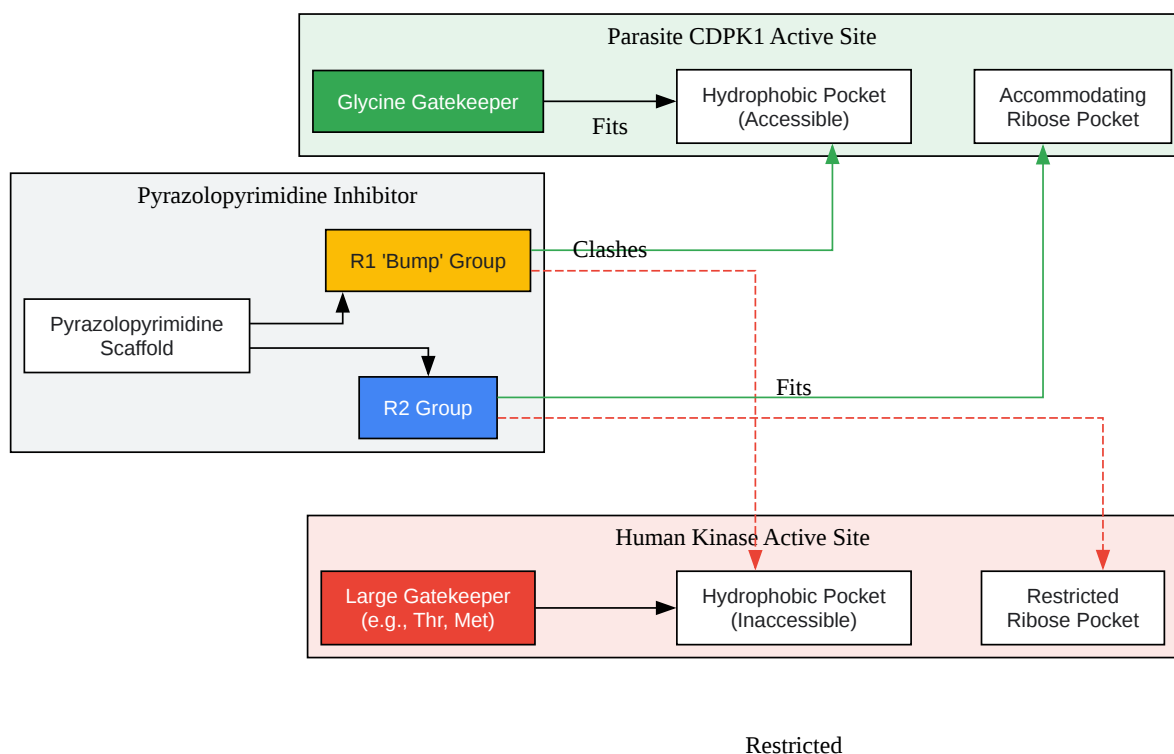 Parasite CDPK1 Active Site
Glycine Gatekeeper
Fits
Hydrophobic Pocket
(Accessible)
Accommodating
Ribose Pocket
Pyrazolopyrimidine Inhibitor
R1 'Bump' Group
Clashes
Pyrazolopyrimidine
Scaffold
R2 Group
Fits
Human Kinase Active Site
Large Gatekeeper
(e.g., Thr, Met)
Hydrophobic Pocket
(Inaccessible)
Restricted
Ribose Pocket
Restricted